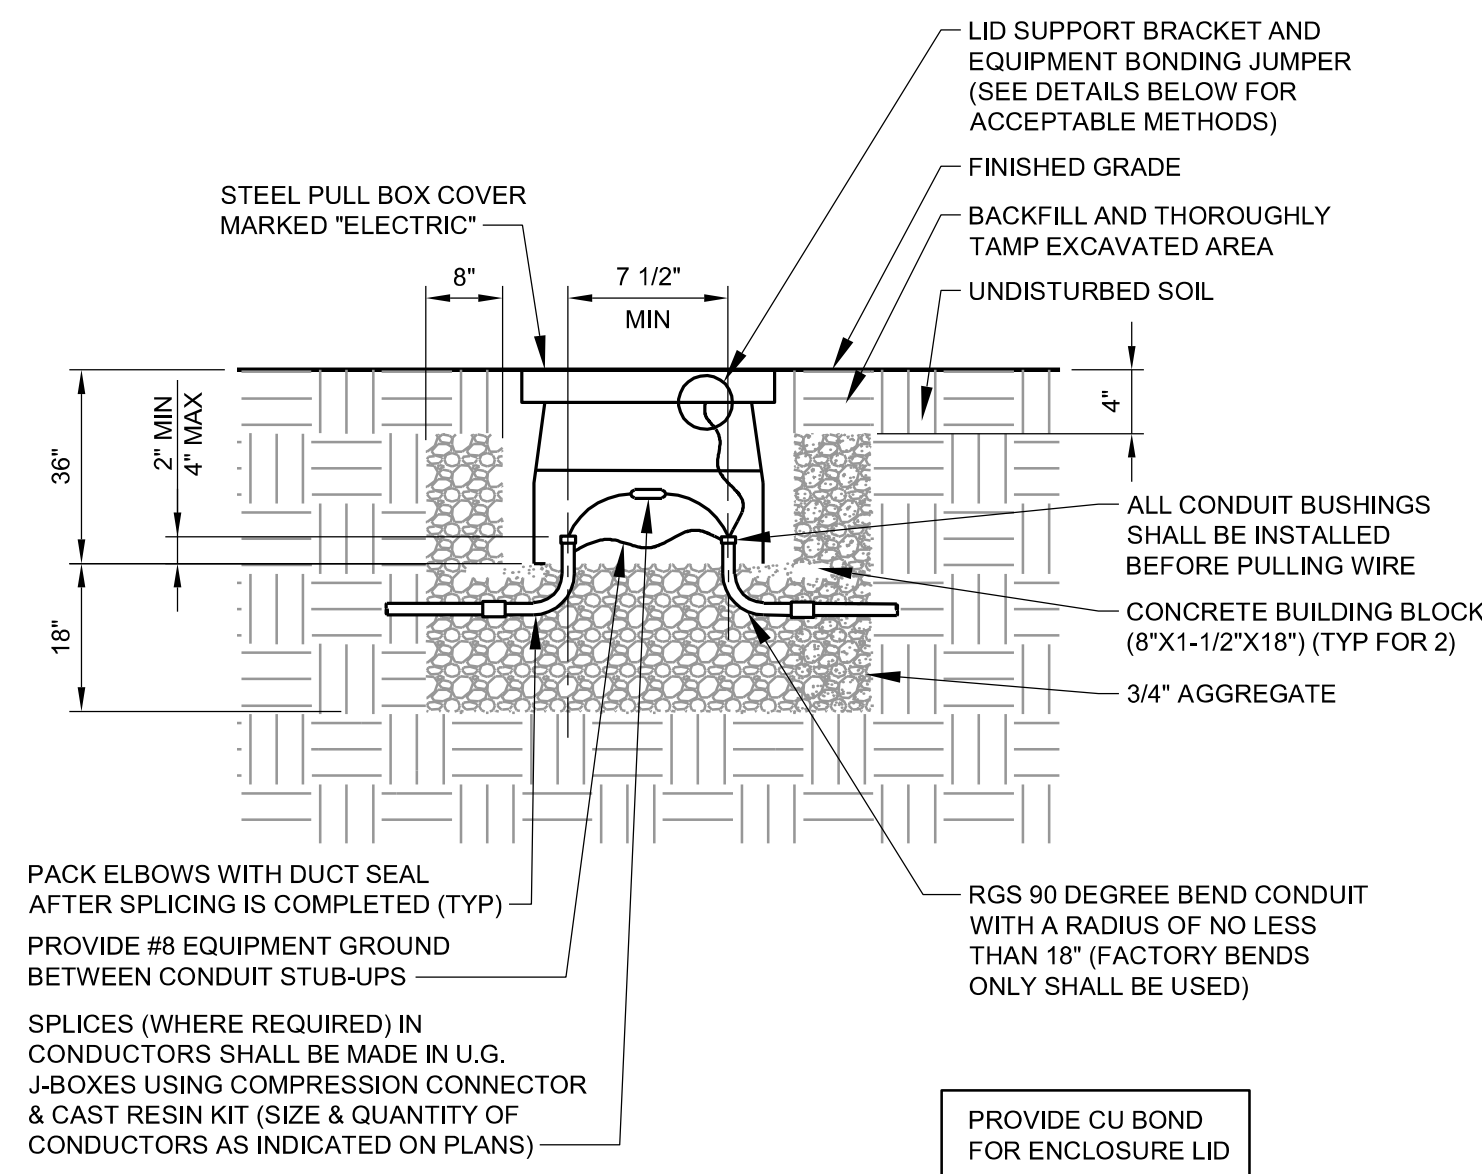 LID SUPPORT BRACKET AND
EQUIPMENT BONDING JUMPER
(SEE DETAILS BELOW FOR
ACCEPTABLE METHODS)
FINISHED GRADE
STEEL PULL BOX COVER
MARKED "ELECTRIC"
BACKFILL AND THOROUGHLY
TAMP EXCAVATED AREA
8"
7 1/2"
MIN
UNDISTURBED SOIL
36"
2" MIN
4" MAX
4"
18"
ALL CONDUIT BUSHINGS
SHALL BE INSTALLED
BEFORE PULLING WIRE
CONCRETE BUILDING BLOCK
(8"X1-1/2"X18") (TYP FOR 2)
3/4" AGGREGATE
PACK ELBOWS WITH DUCT SEAL
AFTER SPLICING IS COMPLETED (TYP)
PROVIDE #8 EQUIPMENT GROUND
BETWEEN CONDUIT STUB-UPS
SPLICES (WHERE REQUIRED) IN
CONDUCTORS SHALL BE MADE IN U.G.
J-BOXES USING COMPRESSION CONNECTOR
& CAST RESIN KIT (SIZE & QUANTITY OF
CONDUCTORS AS INDICATED ON PLANS)
RGS 90 DEGREE BEND CONDUIT
WITH A RADIUS OF NO LESS
THAN 18" (FACTORY BENDS
ONLY SHALL BE USED)
PROVIDE CU BOND
FOR ENCLOSURE LID